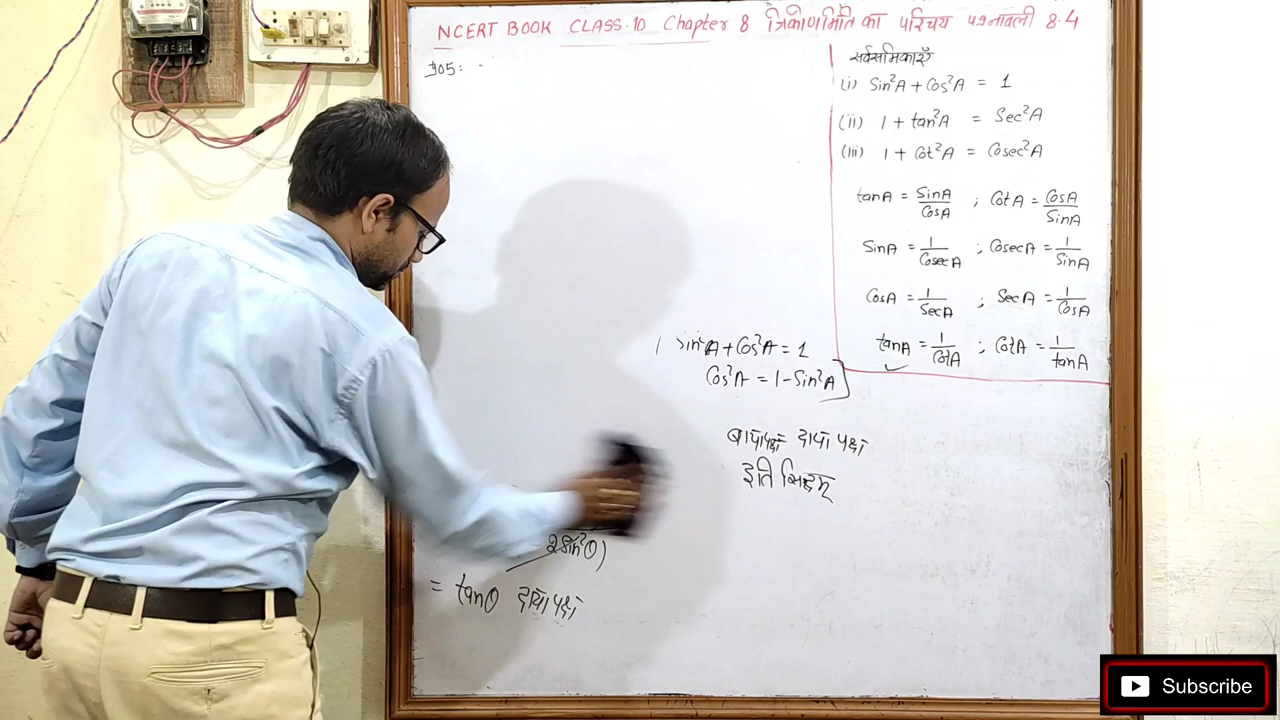 NCERT BOOK CLASS.10 Chapter 8 त्रिकोणमिति का परिचय प्रश्नावली 8.4
प्र05:-
सर्वसमिकाएँ
(i) Sin²A + Cos²A = 1
(ii) 1 + tan²A = Sec²A
(iii) 1 + Cot²A = Cosec²A
tanA = SinA/CosA ; CotA = CosA/SinA
SinA = 1/CosecA ; CosecA = 1/SinA
CosA = 1/SecA ; SecA = 1/CosA
tanA = 1/CotA ; CotA = 1/tanA
Sin²A + Cos²A = 1
Cos²A = 1 - Sin²A
बायाँ पक्ष = दायाँ पक्ष
इति सिद्धम्
2Sin²θ)
= tanθ दायाँ पक्ष
Subscribe